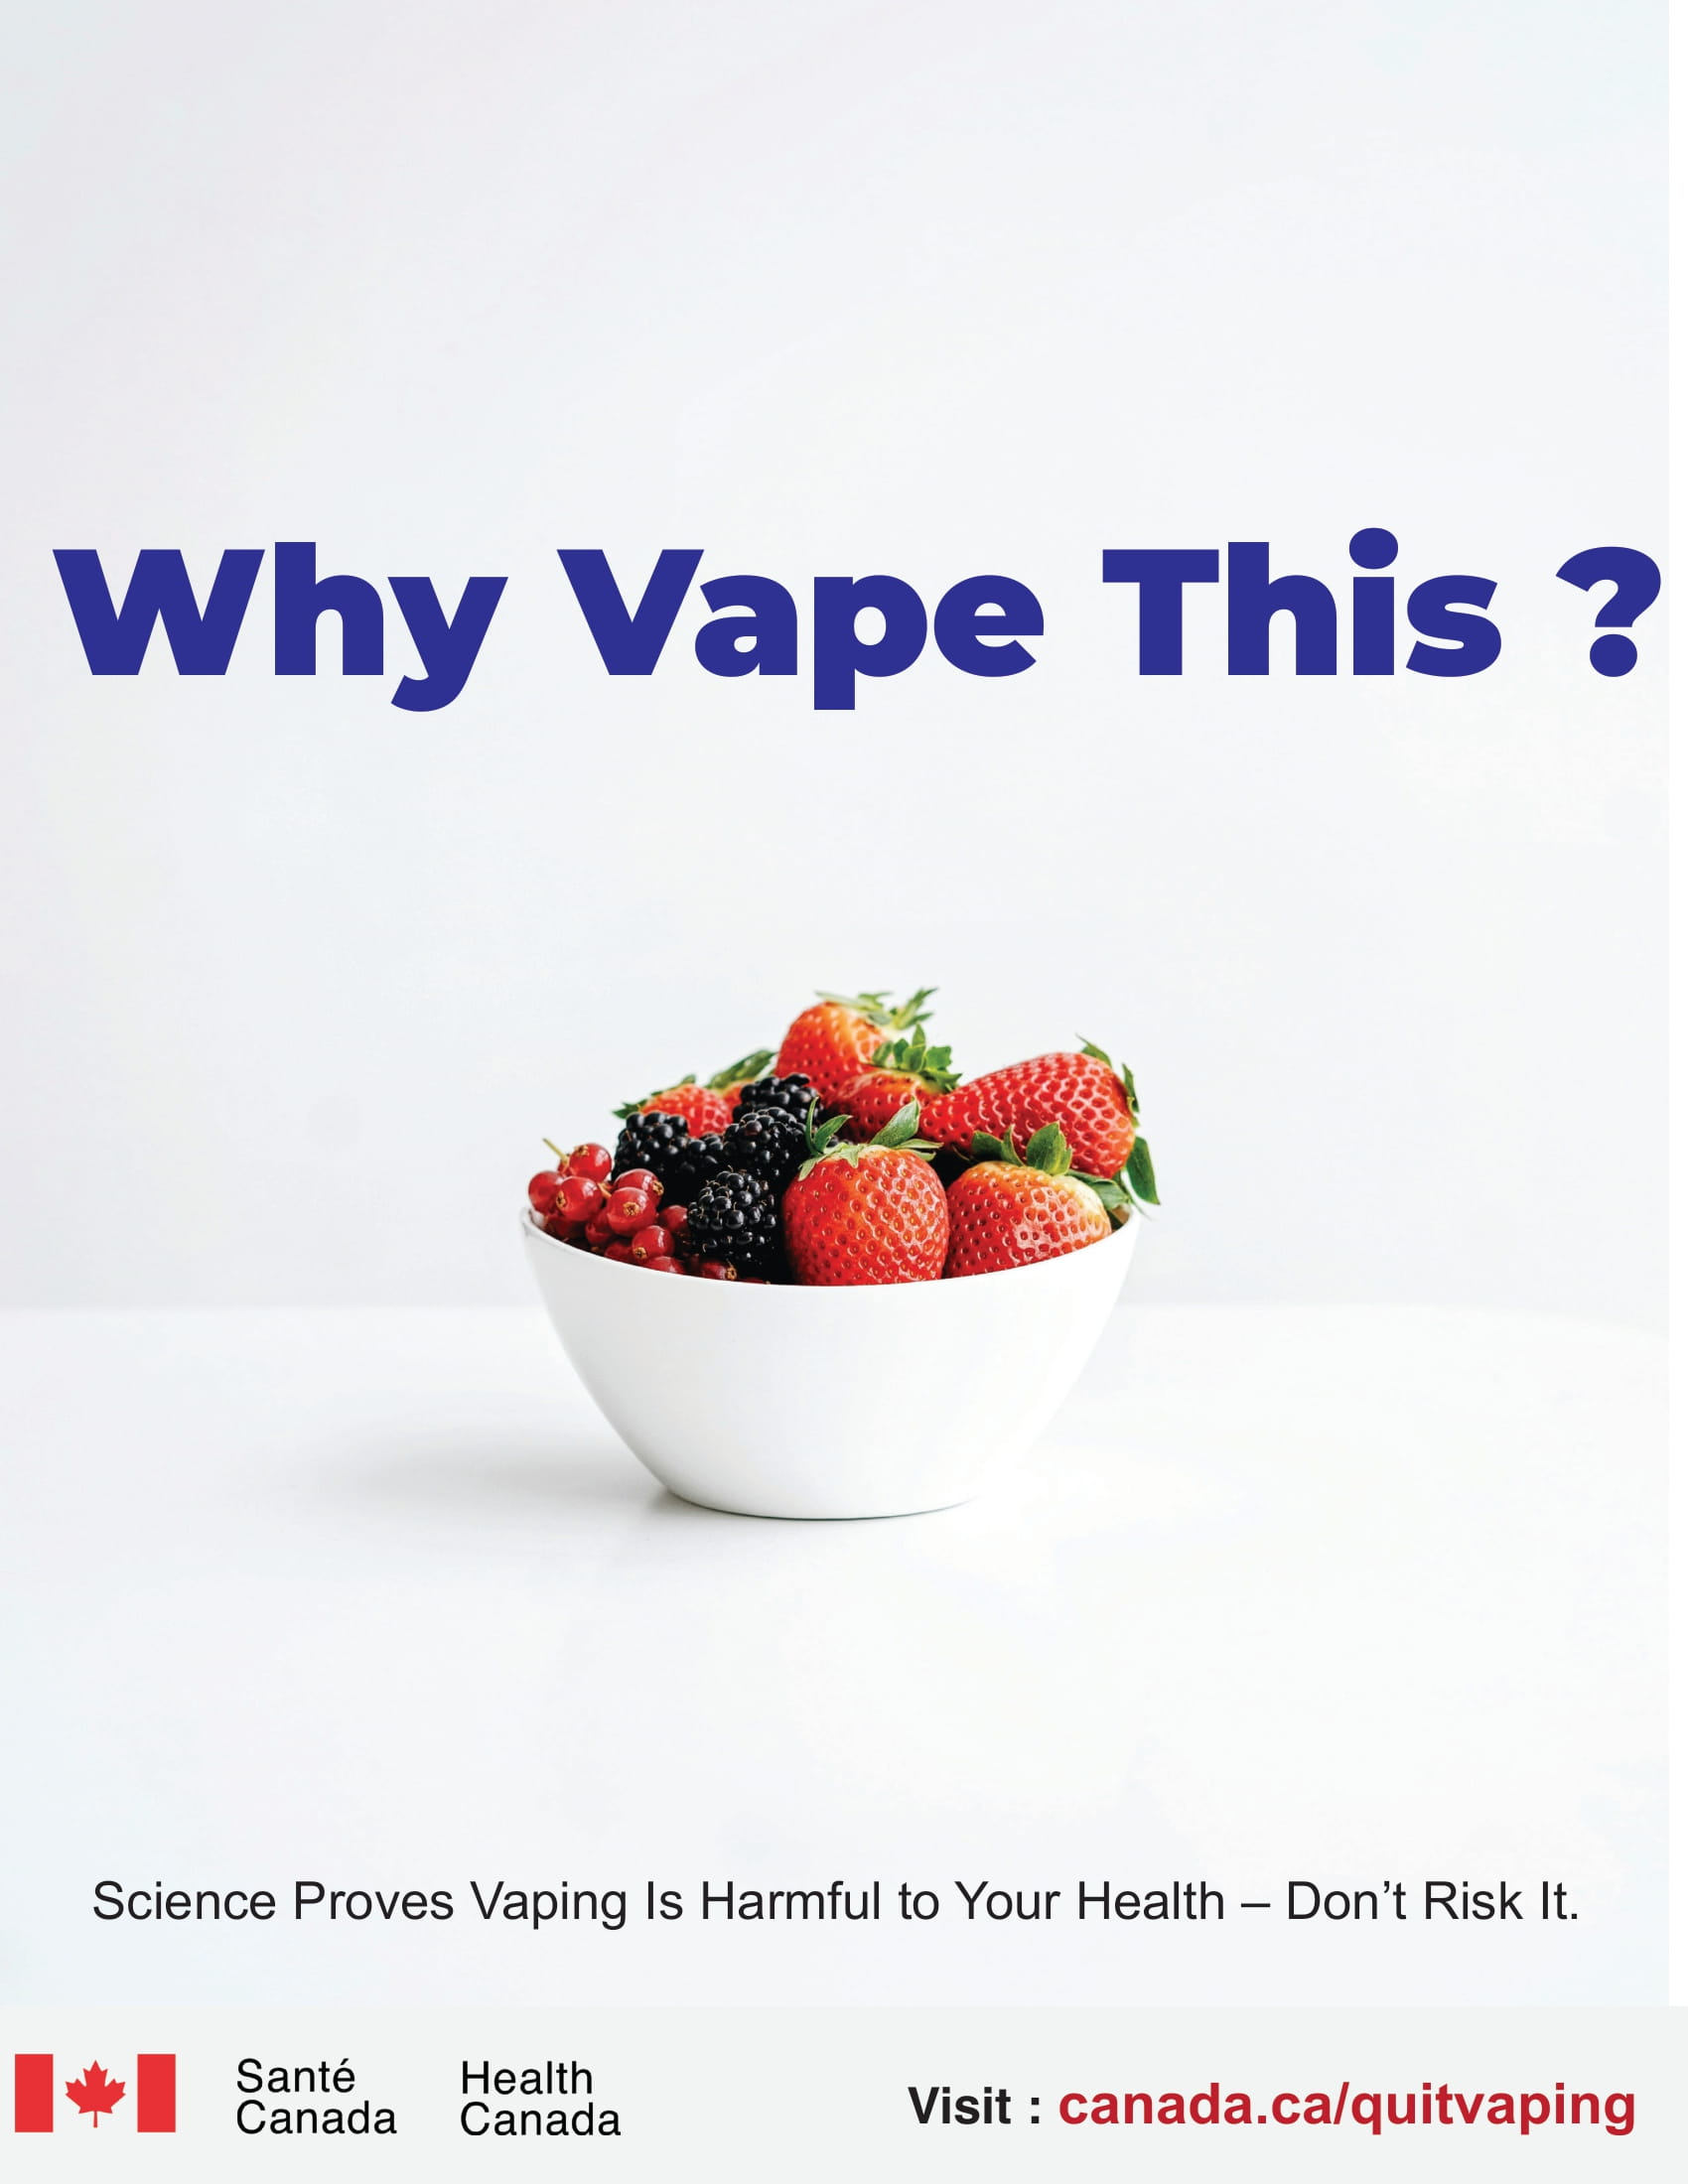 Why Vape This ?
Science Proves Vaping Is Harmful to Your Health – Don’t Risk It.
Santé
Canada
Health
Canada
Visit : canada.ca/quitvaping